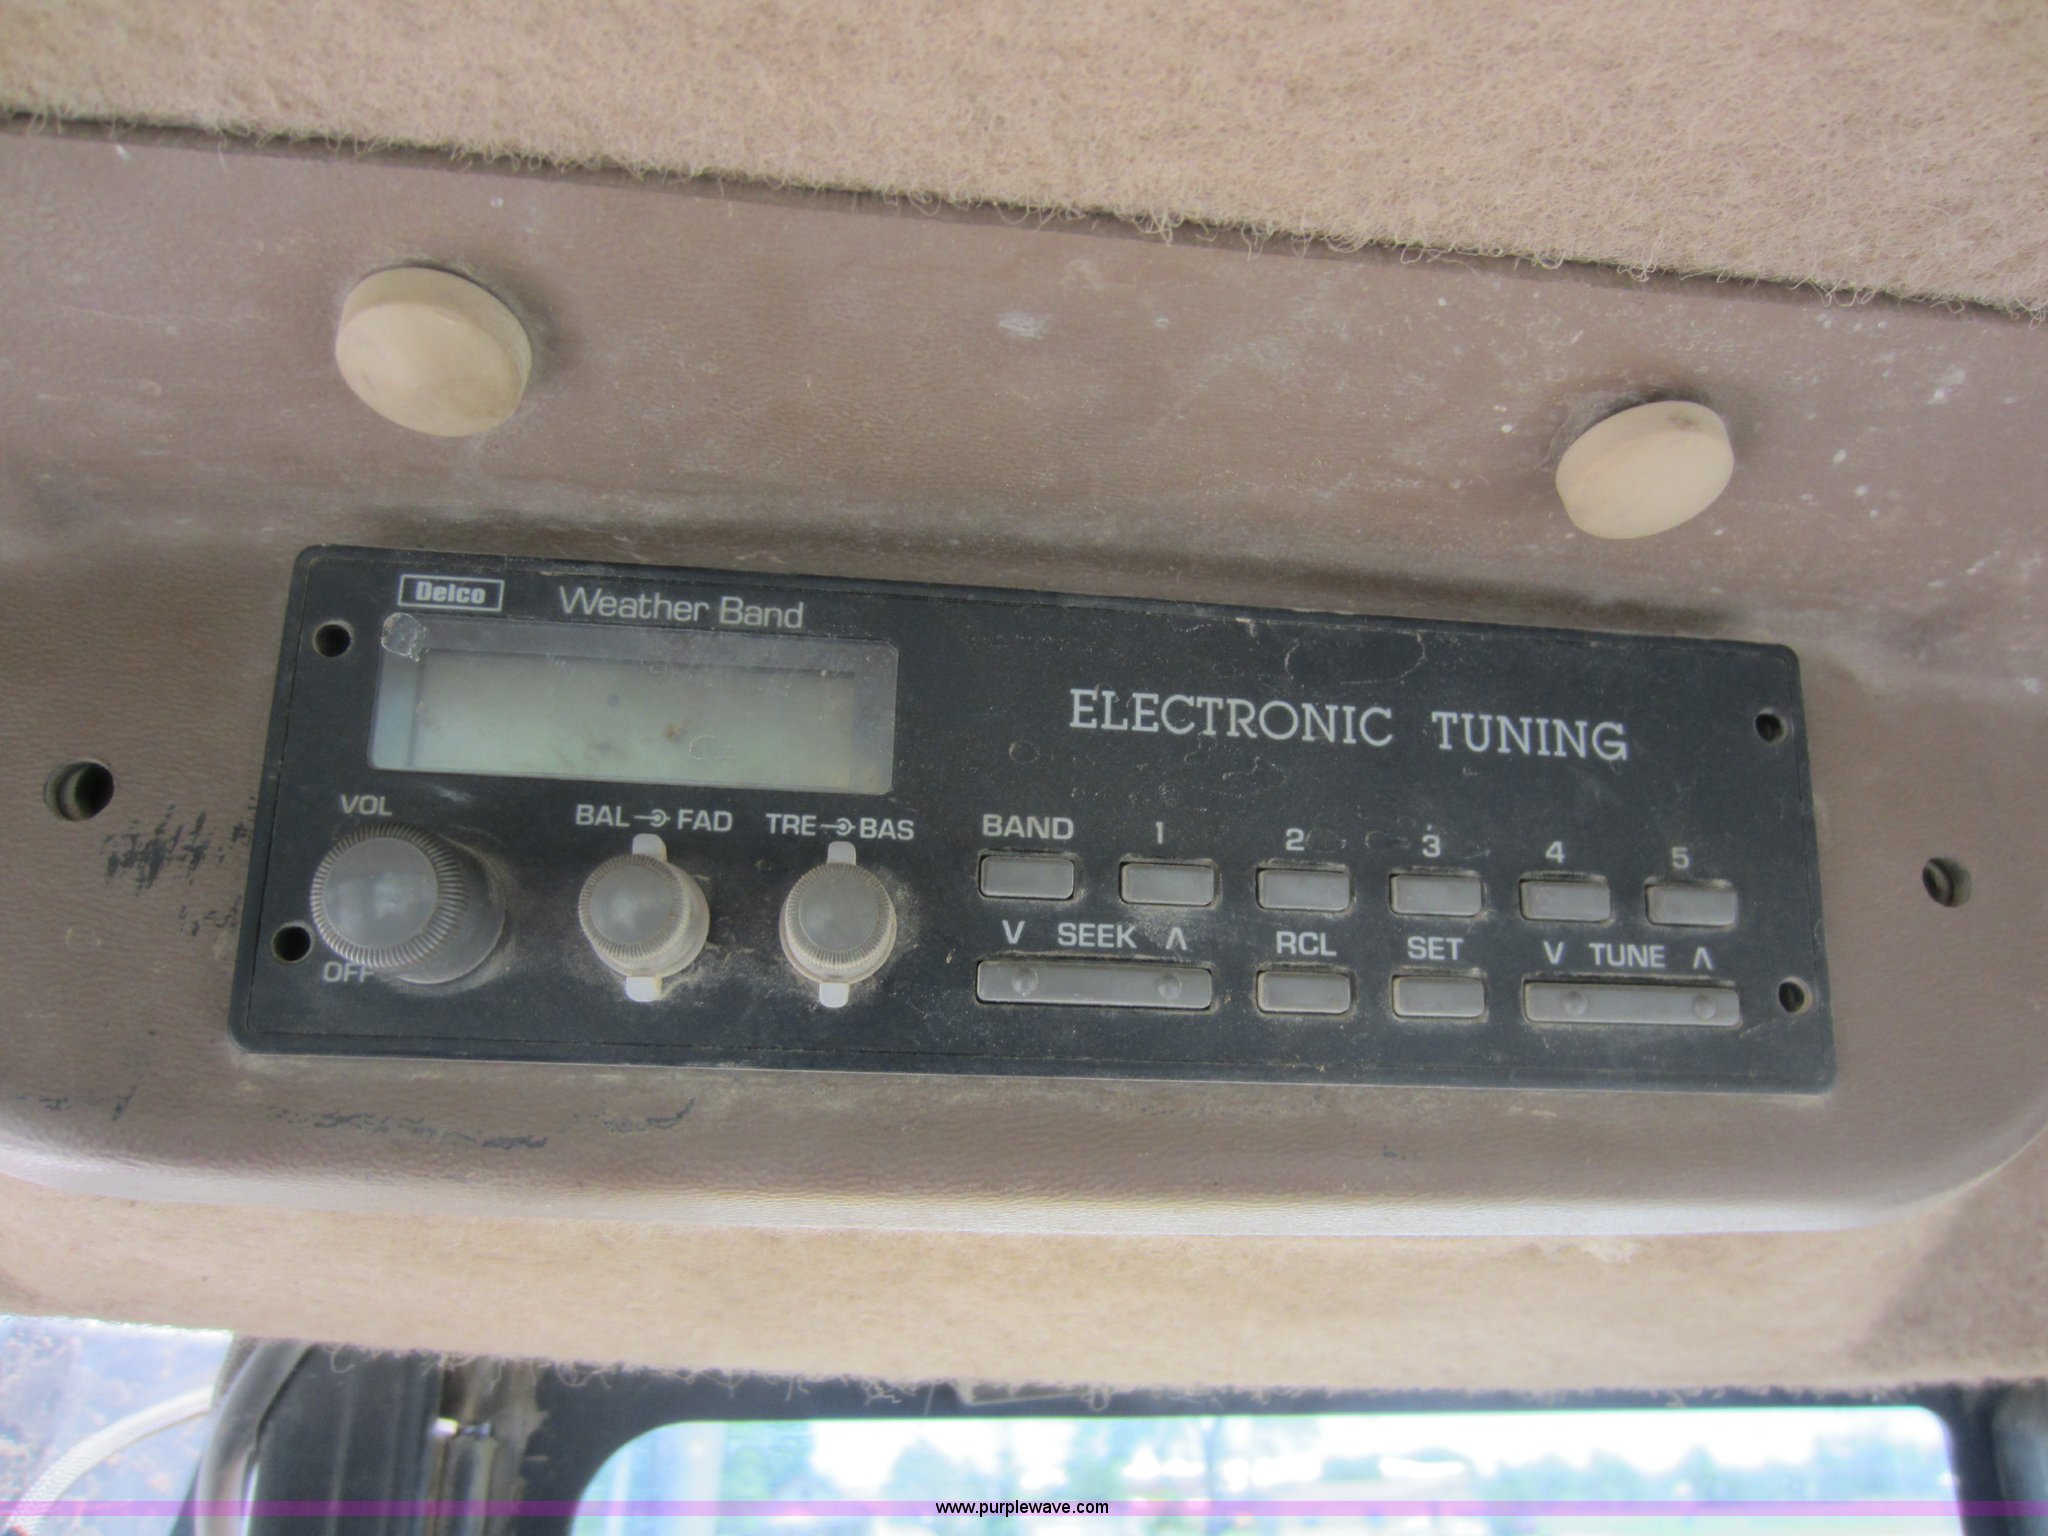 Delco Weather Band
ELECTRONIC TUNING
VOL
BAL FAD
TRE BAS
BAND 1 2 3 4 5
V SEEK Λ RCL SET V TUNE Λ
OFF
www.purplewave.com